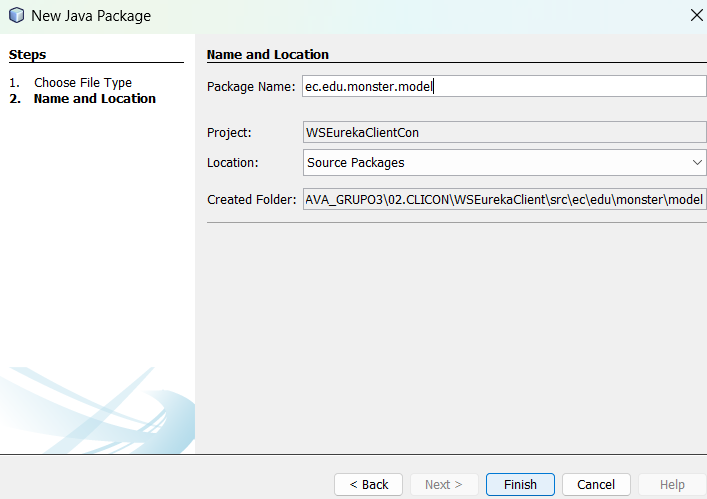 New Java Package
Steps
1. Choose File Type
2. Name and Location
Name and Location
Package Name: ec.edu.monster.model
Project: WSEurekaClientCon
Location: Source Packages
Created Folder: AVA_GRUPO3\02.CLICON\WSEurekaClient\src\ec\edu\monster\model
< Back Next > Finish Cancel Help